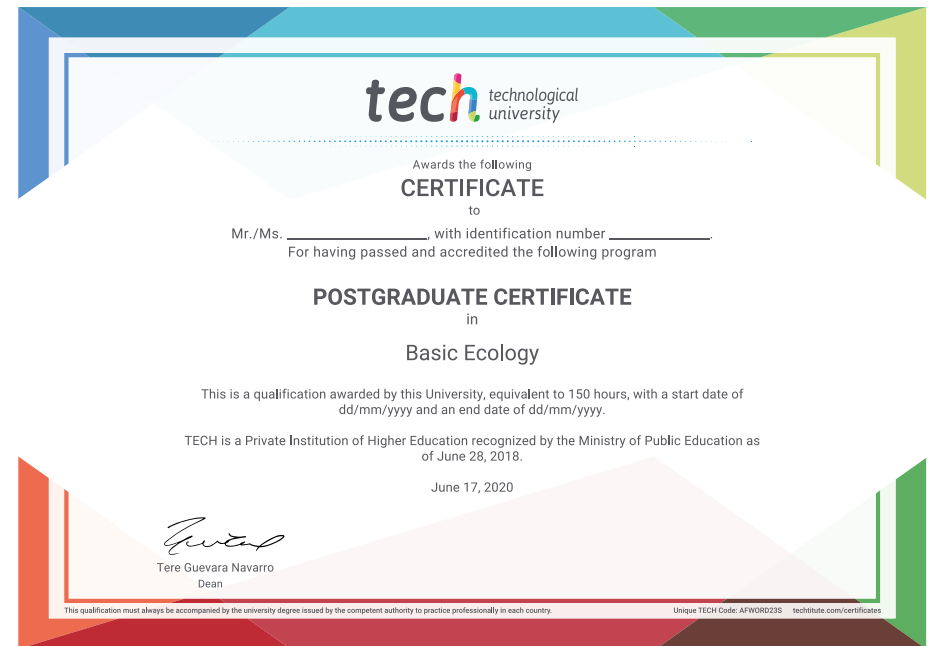 tech technological
university
Awards the following
CERTIFICATE
to
Mr./Ms. ____________________, with identification number ______________.
For having passed and accredited the following program
POSTGRADUATE CERTIFICATE
in
Basic Ecology
This is a qualification awarded by this University, equivalent to 150 hours, with a start date of
dd/mm/yyyy and an end date of dd/mm/yyyy.
TECH is a Private Institution of Higher Education recognized by the Ministry of Public Education as
of June 28, 2018.
June 17, 2020
Tere Guevara Navarro
Dean
This qualification must always be accompanied by the university degree issued by the competent authority to practice professionally in each country.
Unique TECH Code: AFWORD23S techtitute.com/certificates